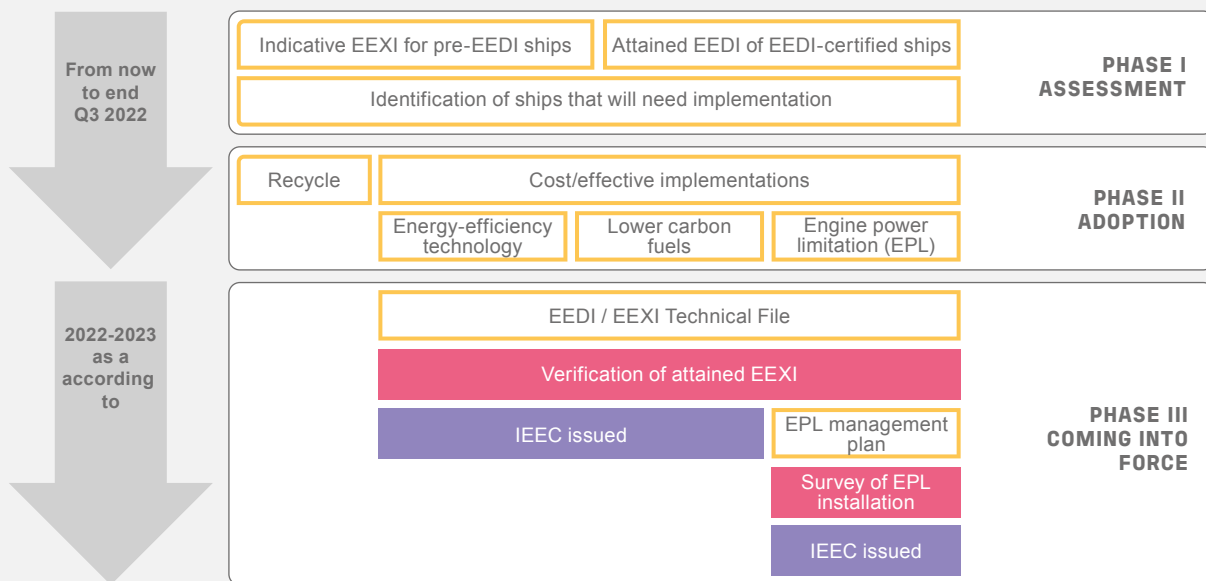 From now
to end
Q3 2022
Indicative EEXI for pre-EEDI ships
Attained EEDI of EEDI-certified ships
Identification of ships that will need implementation
PHASE I
ASSESSMENT
Recycle
Cost/effective implementations
Energy-efficiency
technology
Lower carbon
fuels
Engine power
limitation (EPL)
PHASE II
ADOPTION
2022-2023
as a
according
to
EEDI / EEXI Technical File
Verification of attained EEXI
IEEC issued
EPL management
plan
Survey of EPL
installation
IEEC issued
PHASE III
COMING INTO
FORCE